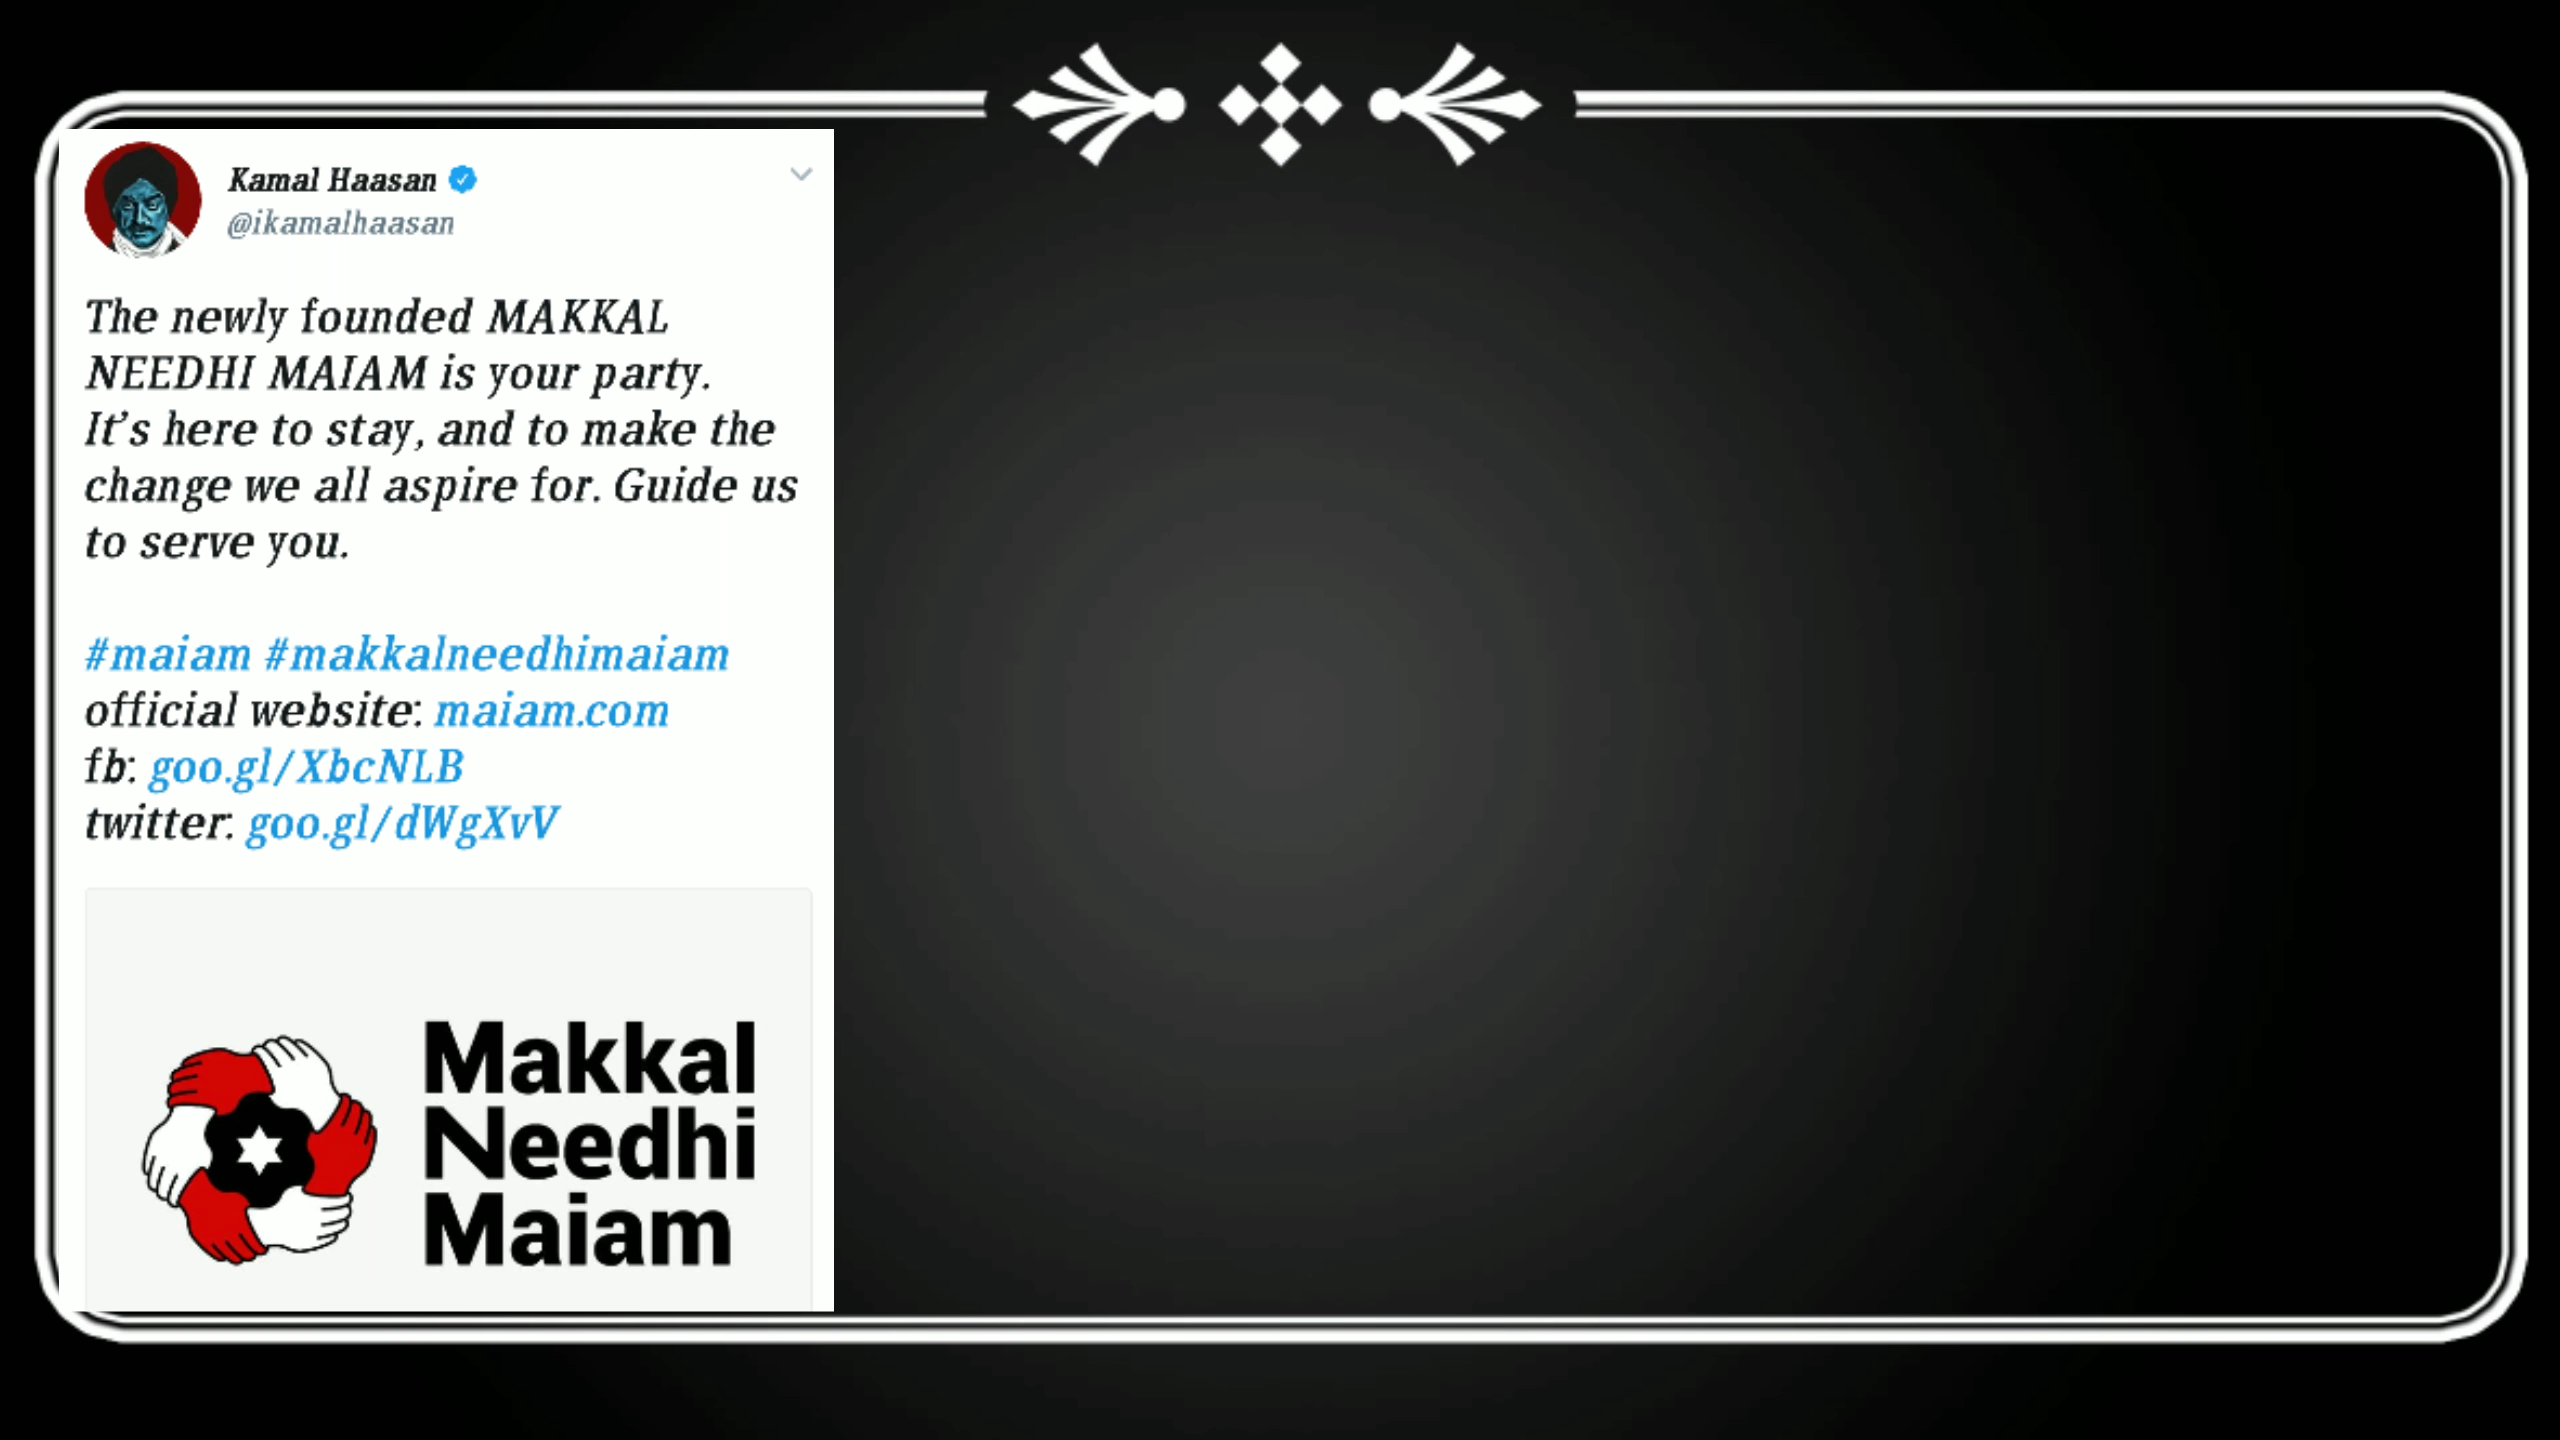 Kamal Haasan
@ikamalhaasan
The newly founded MAKKAL
NEEDHI MAIAM is your party.
It's here to stay, and to make the
change we all aspire for. Guide us
to serve you.
#maiam #makkalneedhimaiam
official website: maiam.com
fb: goo.gl/XbcNLB
twitter: goo.gl/dWgXvV
Makkal
Needhi
Maiam